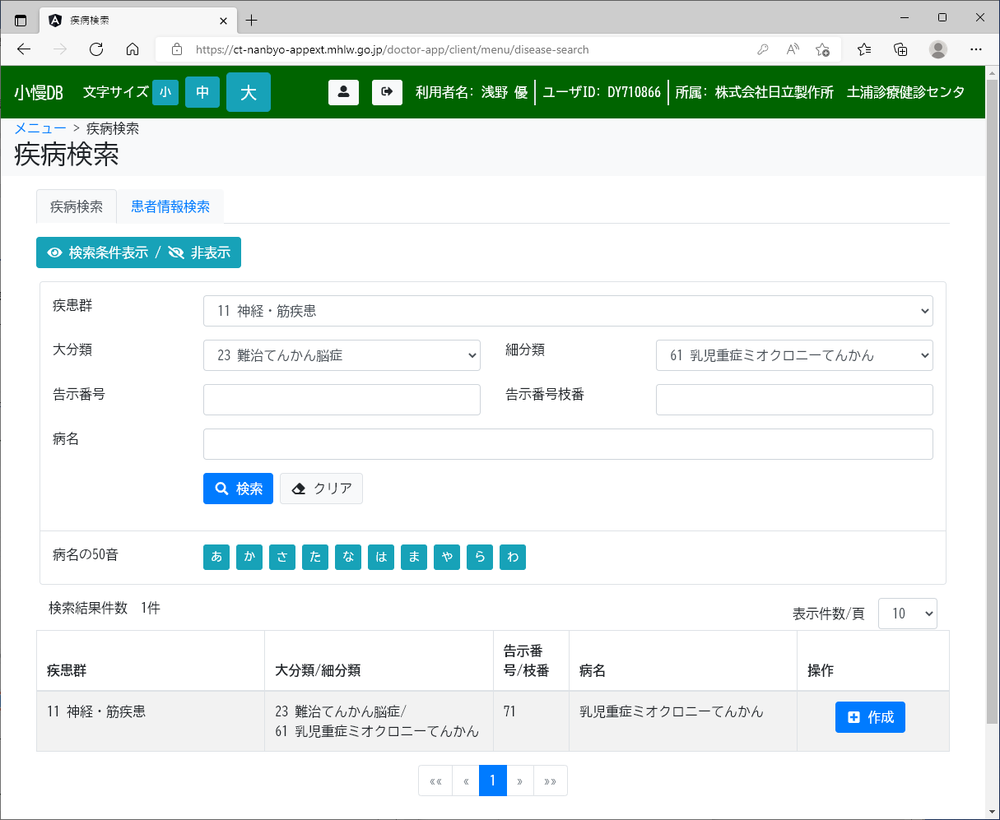 疾病検索
https://ct-nanbyo-appext.mhlw.go.jp/doctor-app/client/menu/disease-search
小慢DB 文字サイズ 小 中 大 利用者名: 浅野 優 ユーザID: DY710866 所属: 株式会社日立製作所 土浦診療健診センタ
メニュー > 疾病検索
疾病検索
疾病検索 患者情報検索
検索条件表示 / 非表示
疾患群 11 神経・筋疾患
大分類 23 難治てんかん脳症 細分類 61 乳児重症ミオクロニーてんかん
告示番号 告示番号枝番
病名
検索 クリア
病名の50音 あ か さ た な は ま や ら わ
検索結果件数 1件
表示件数/頁 10
疾患群 大分類/細分類 告示番号/枝番 病名 操作
11 神経・筋疾患 23 難治てんかん脳症/ 71 乳児重症ミオクロニーてんかん 作成
61 乳児重症ミオクロニーてんかん
«« « 1 » »»